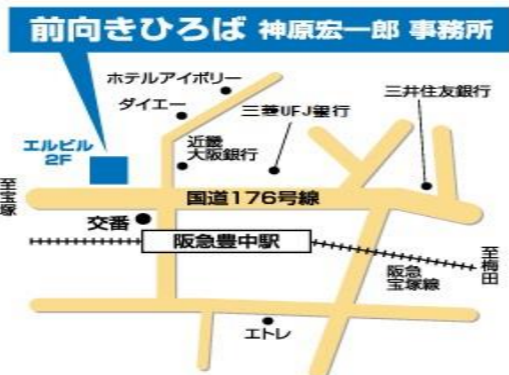 前向きひろば 神原宏一郎 事務所
ホテルアイボリー
ダイエー
三菱UFJ銀行
三井住友銀行
エルビル
2F
近畿
大阪銀行
至宝塚
国道176号線
交番
阪急豊中駅
阪急
宝塚線
至梅田
エトレ